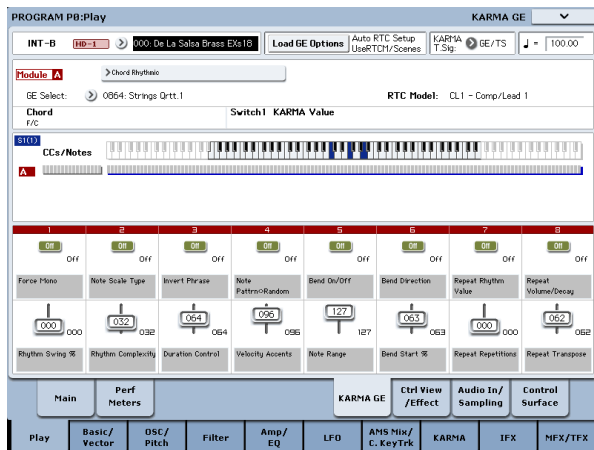 PROGRAM P0:Play KARMA GE
INT-B HD-1 000: De La Salsa Brass EXs18 Load GE Options Auto RTC Setup UseRTCM/Scenes KARMA T.Sig: GE/TS ♩ = 100.00
Module A Chord Rhythmic
GE Select: 0864: Strings Qrtt.1 RTC Model: CL1 - Comp/Lead 1
Chord Switch1 KARMA Value
F/C
S1(1)
CCs/Notes
A
1 2 3 4 5 6 7 8
Off Off Off Off Off Off Off Off
Off Off Off Off Off Off Off Off
Force Mono Note Scale Type Invert Phrase Note Pattrn<>Random Bend On/Off Bend Direction Repeat Rhythm Value Repeat Volume/Decay
000 032 064 096 127 063 000 062
000 032 064 096 127 063 000 062
Rhythm Swing % Rhythm Complexity Duration Control Velocity Accents Note Range Bend Start % Repeat Repetitions Repeat Transpose
Main Perf Meters KARMA GE Ctrl View /Effect Audio In/ Sampling Control Surface
Play Basic/ Vector OSC/ Pitch Filter Amp/ EQ LFO AMS Mix/ C. KeyTrk KARMA IFX MFX/TFX